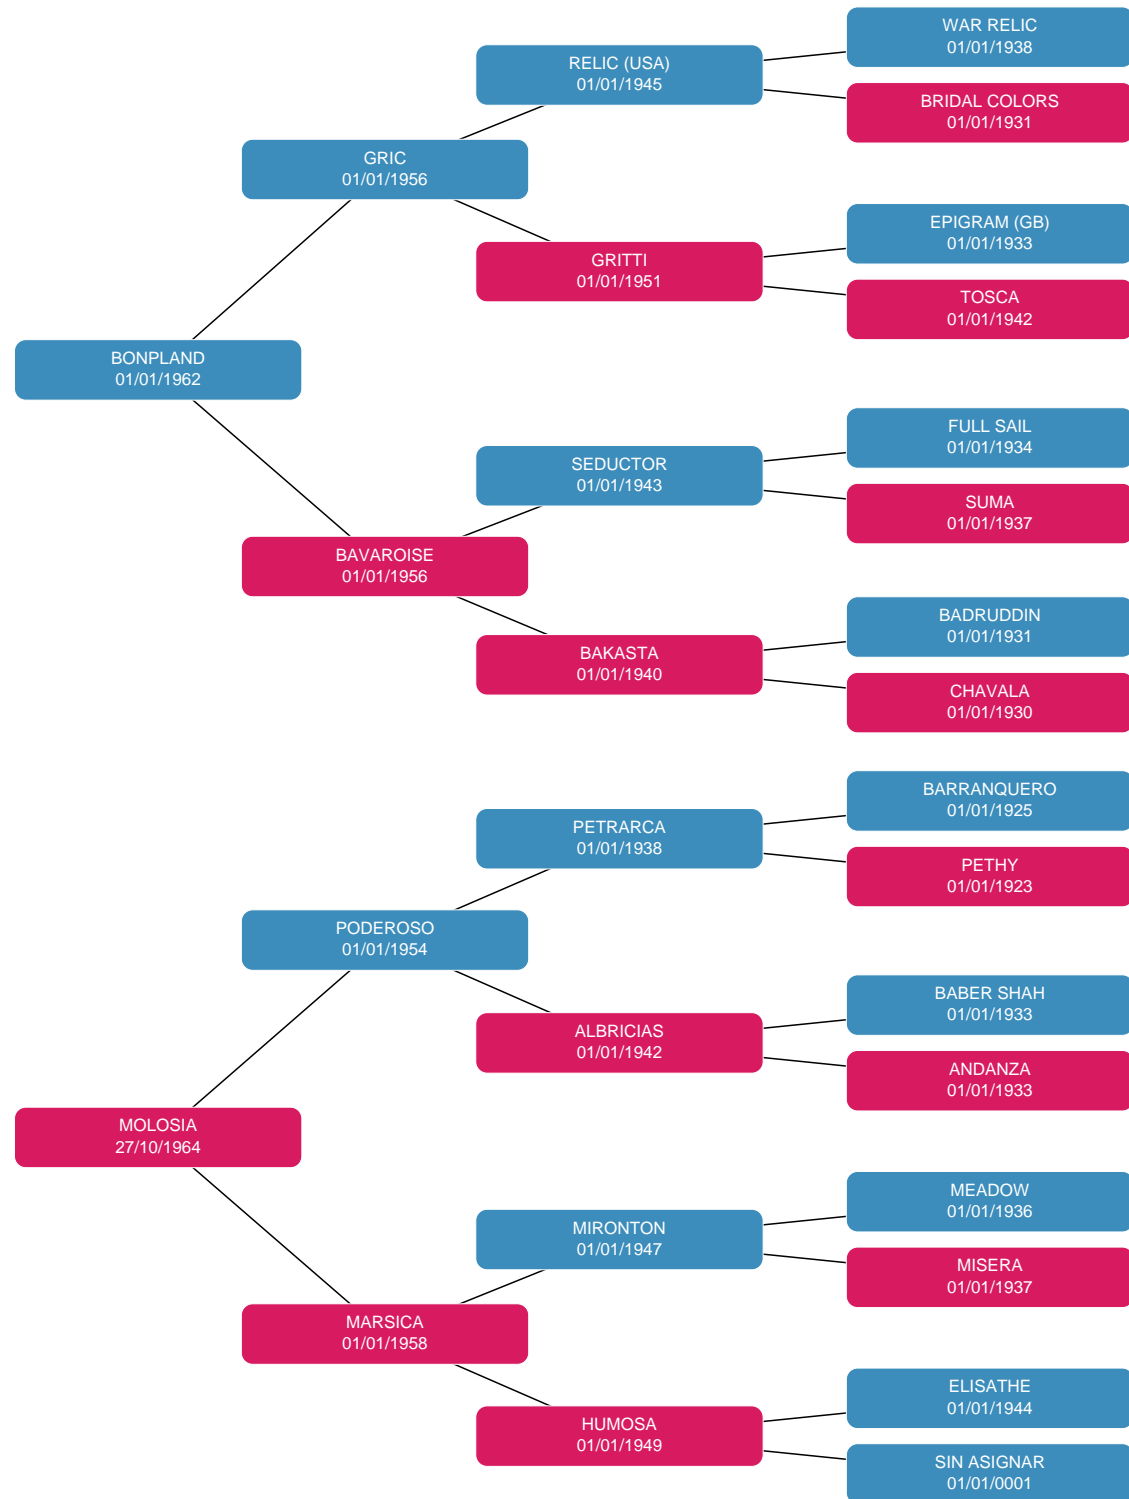 WAR RELIC
01/01/1938
RELIC (USA)
01/01/1945
BRIDAL COLORS
01/01/1931
GRIC
01/01/1956
EPIGRAM (GB)
01/01/1933
GRITTI
01/01/1951
TOSCA
01/01/1942
BONPLAND
01/01/1962
FULL SAIL
01/01/1934
SEDUCTOR
01/01/1943
SUMA
01/01/1937
BAVAROISE
01/01/1956
BADRUDDIN
01/01/1931
BAKASTA
01/01/1940
CHAVALA
01/01/1930
BARRANQUERO
01/01/1925
PETRARCA
01/01/1938
PETHY
01/01/1923
PODEROSO
01/01/1954
BABER SHAH
01/01/1933
ALBRICIAS
01/01/1942
ANDANZA
01/01/1933
MOLOSIA
27/10/1964
MEADOW
01/01/1936
MIRONTON
01/01/1947
MISERA
01/01/1937
MARSICA
01/01/1958
ELISATHE
01/01/1944
HUMOSA
01/01/1949
SIN ASIGNAR
01/01/0001